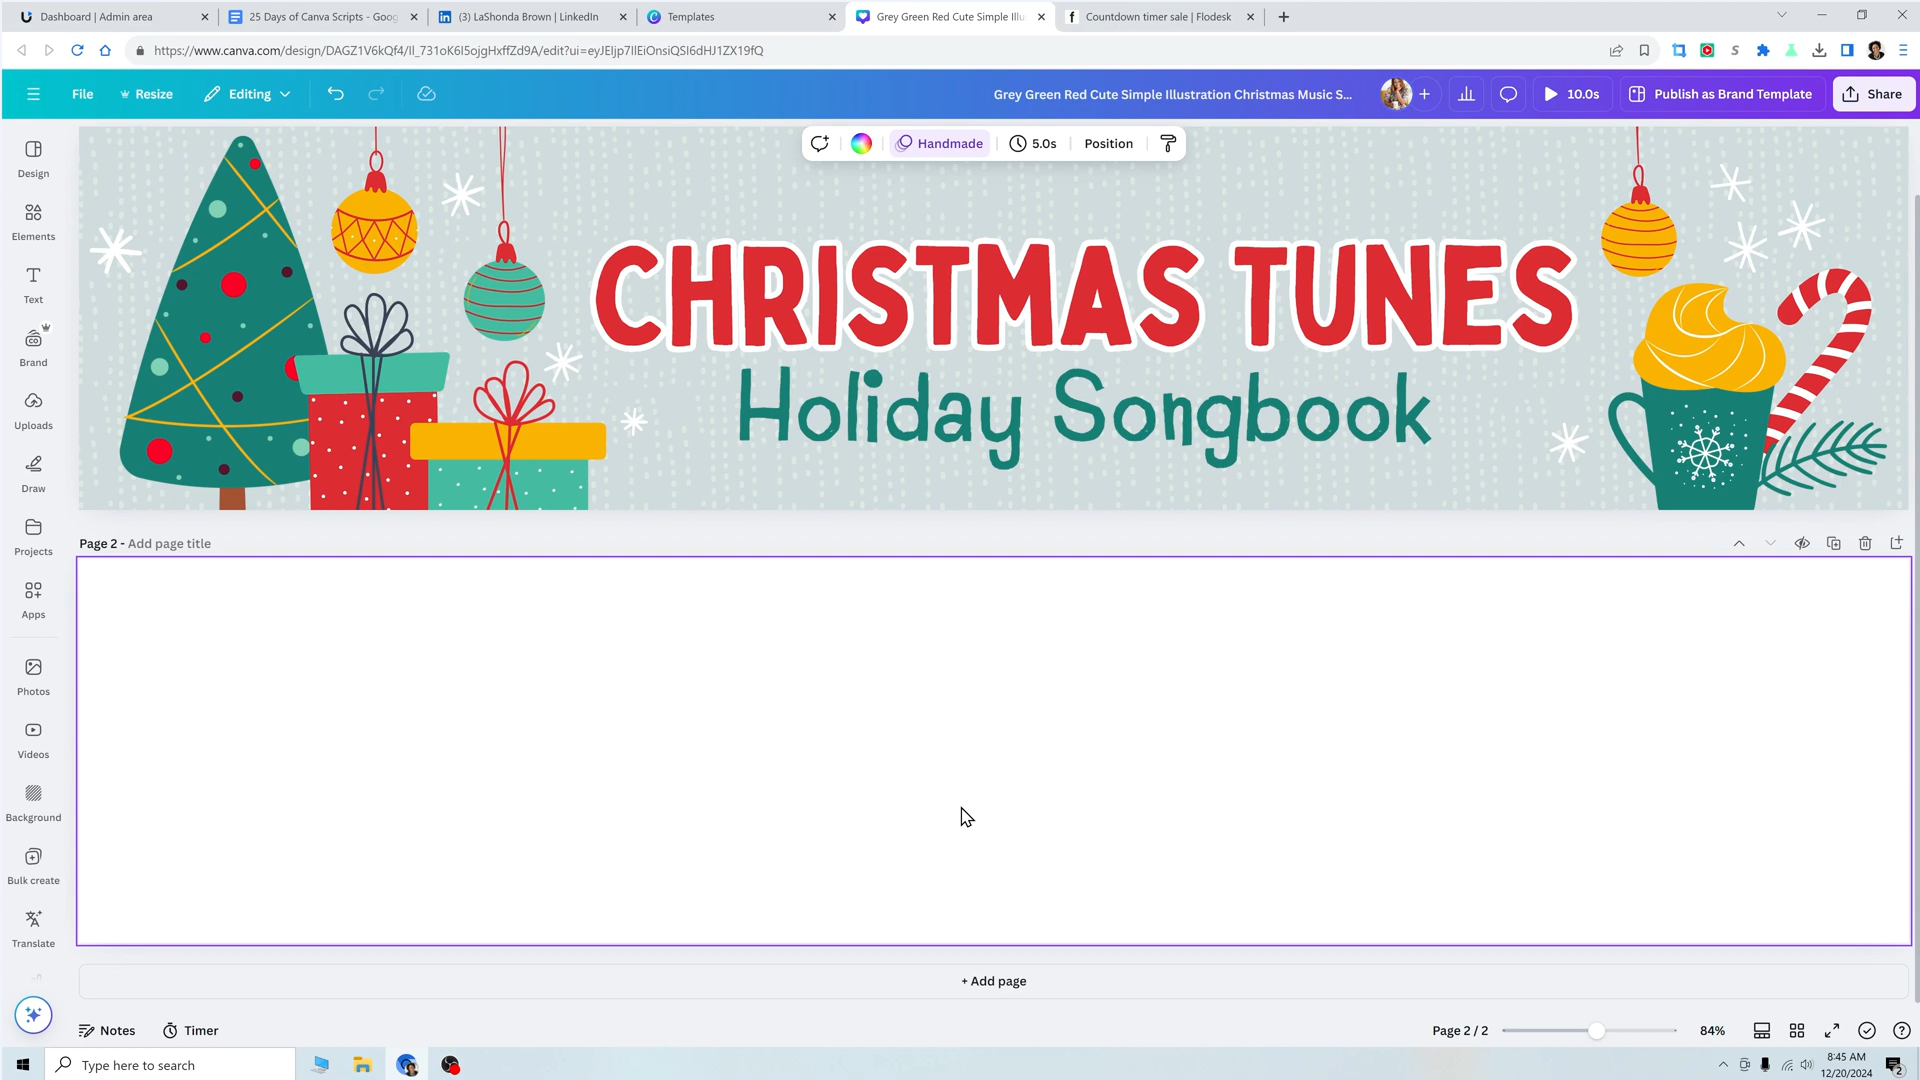 Dashboard | Admin area
25 Days of Canva Scripts - Goog
(3) LaShonda Brown | LinkedIn
Templates
Grey Green Red Cute Simple Illu
Countdown timer sale | Flodesk
https://www.canva.com/design/DAGZ1V6kQf4/Il_731oK6I5ojgHxffZd9A/edit?ui=eyJEIjp7IlEiOnsiQSI6dHJ1ZX19fQ
File
Resize
Editing
Grey Green Red Cute Simple Illustration Christmas Music S...
10.0s
Publish as Brand Template
Share
Handmade
5.0s
Position
Design
Elements
Text
Brand
Uploads
Draw
Projects
Apps
Photos
Videos
Background
Bulk create
Translate
CHRISTMAS TUNES
Holiday Songbook
Page 2 - Add page title
+ Add page
Notes
Timer
Page 2 / 2
84%
Type here to search
8:45 AM
12/20/2024
2